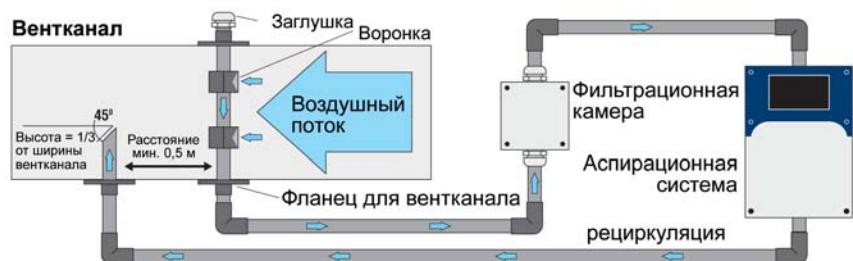 Вентканал
Заглушка
Воронка
Воздушный
поток
45⁰
Высота = 1/3
от ширины
вентканала
Расстояние
мин. 0,5 м
Фланец для вентканала
Фильтрационная
камера
Аспирационная
система
рециркуляция